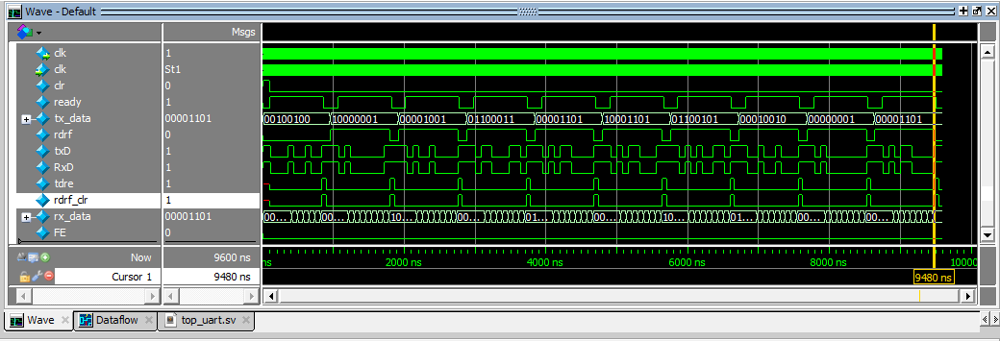 Wave - Default
Msgs
clk 1
clk St1
clr 0
ready 1
tx_data 00001101 00100100 10000001 00001001 01100011 00001101 10001101 01100101 00010010 00000001 00001101
rdrf 0
txD 1
RxD 1
tdre 1
rdrf_clr 1
rx_data 00001101 00... 00... 10... 00... 01... 00... 10... 00... 00...
FE 0
Now 9600 ns ns 2000 ns 4000 ns 6000 ns 8000 ns 10000
Cursor 1 9480 ns 9480 ns
Wave Dataflow top_uart.sv